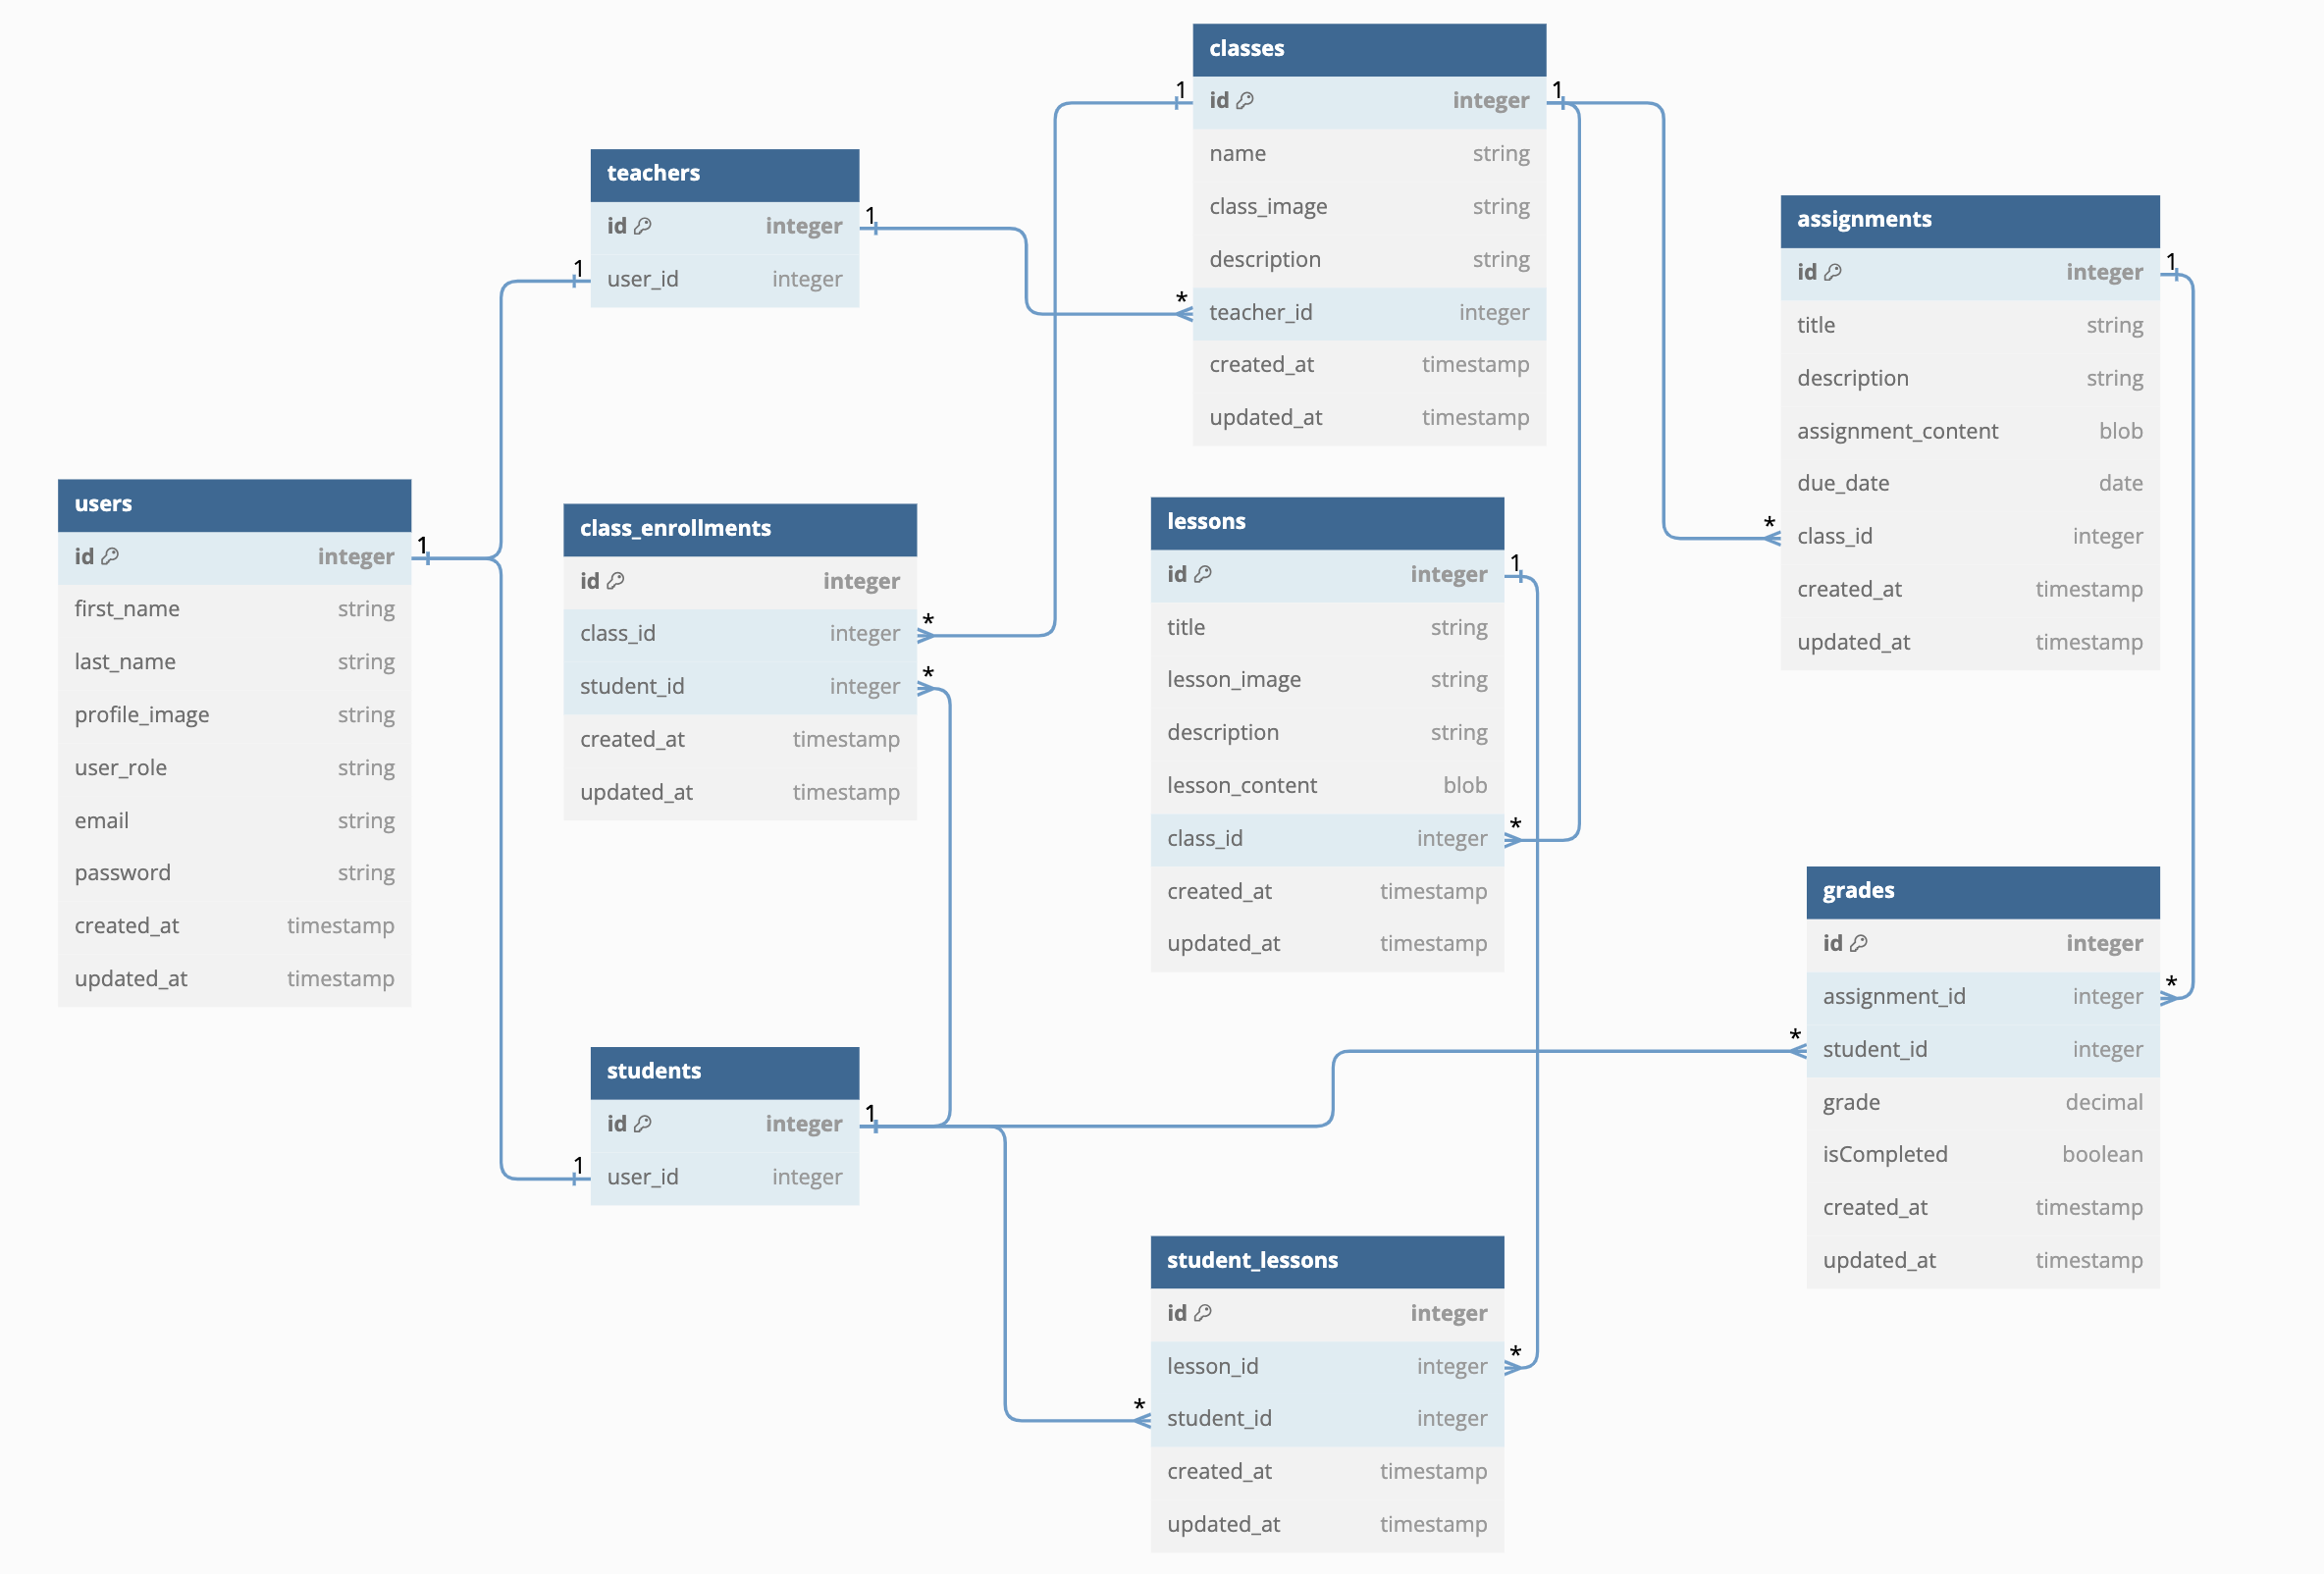 classes
1
id integer
1
name string
class_image string
description string
*
teacher_id integer
created_at timestamp
updated_at timestamp
teachers
id integer
1
1
user_id integer
assignments
id integer
1
title string
description string
assignment_content blob
due_date date
*
class_id integer
created_at timestamp
updated_at timestamp
users
id integer
1
first_name string
last_name string
profile_image string
user_role string
email string
password string
created_at timestamp
updated_at timestamp
class_enrollments
id integer
class_id integer
*
student_id integer
*
created_at timestamp
updated_at timestamp
lessons
id integer
1
title string
lesson_image string
description string
lesson_content blob
class_id integer
*
created_at timestamp
updated_at timestamp
grades
id integer
assignment_id integer
*
*
student_id integer
grade decimal
isCompleted boolean
created_at timestamp
updated_at timestamp
students
id integer
1
1
user_id integer
student_lessons
id integer
lesson_id integer
*
*
student_id integer
created_at timestamp
updated_at timestamp